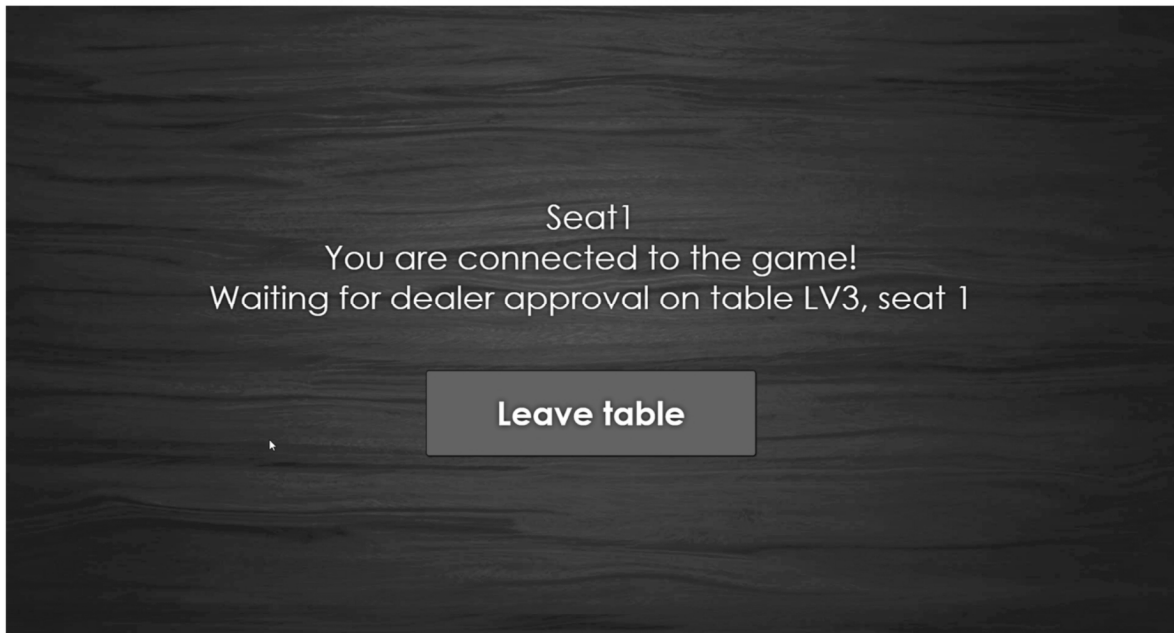 Seat1
You are connected to the game!
Waiting for dealer approval on table LV3, seat 1
Leave table